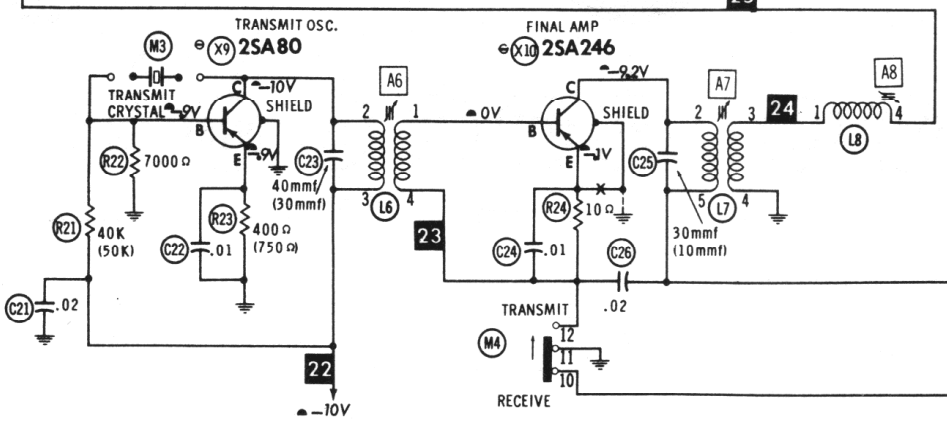 TRANSMIT OSC.
X9 2SA80
FINAL AMP
X10 2SA246
M3
TRANSMIT
CRYSTAL
-9V
C
-10V
SHIELD
B
E
-.9V
R22
7000Ω
R21
40K
(50K)
C21
.02
C22
.01
R23
400Ω
(750Ω)
C23
40mmf
(30mmf)
A6
2
1
3
4
L6
22
-10V
23
0V
C
-9.2V
SHIELD
B
E
-.1V
R24
10Ω
C24
.01
C26
.02
C25
30mmf
(10mmf)
A7
2
3
5
4
L7
24
A8
1
4
L8
TRANSMIT
12
M4
11
10
RECEIVE